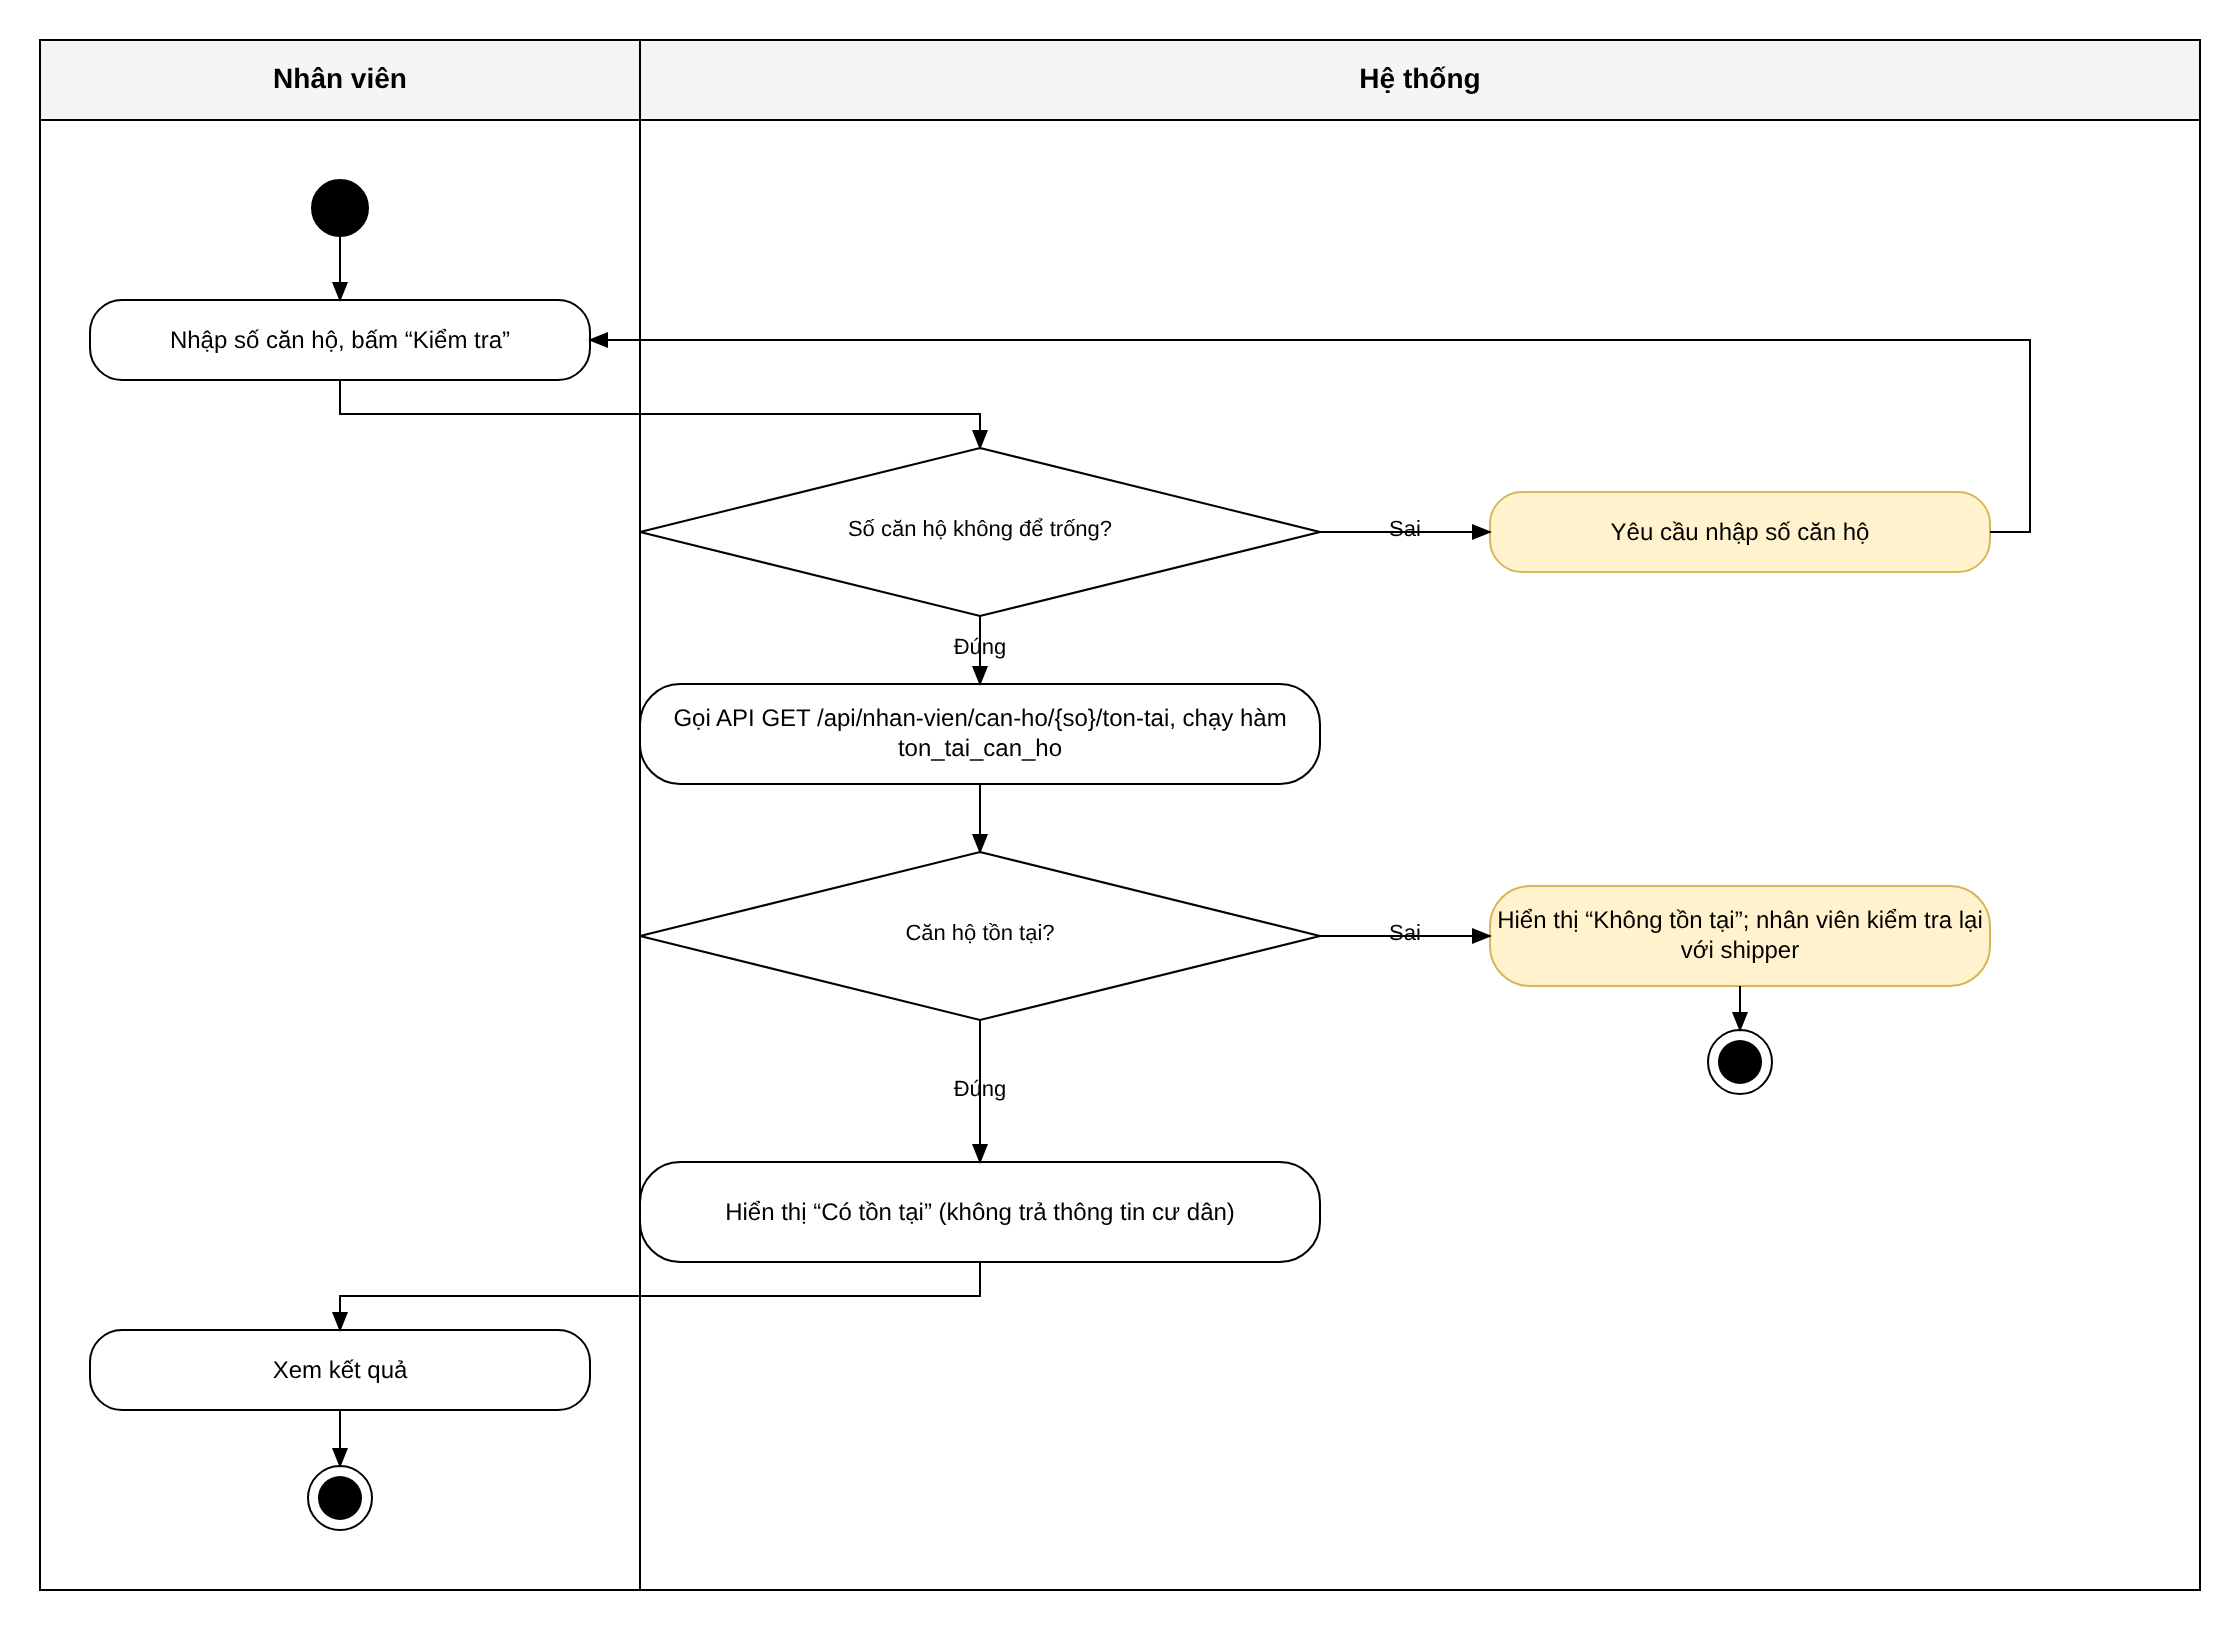 Nhân viên
Hệ thống
Nhập số căn hộ, bấm “Kiểm tra”
Số căn hộ không để trống?
Sai
Yêu cầu nhập số căn hộ
Đúng
Gọi API GET /api/nhan-vien/can-ho/{so}/ton-tai, chạy hàm
ton_tai_can_ho
Căn hộ tồn tại?
Sai
Hiển thị “Không tồn tại”; nhân viên kiểm tra lại
với shipper
Đúng
Hiển thị “Có tồn tại” (không trả thông tin cư dân)
Xem kết quả